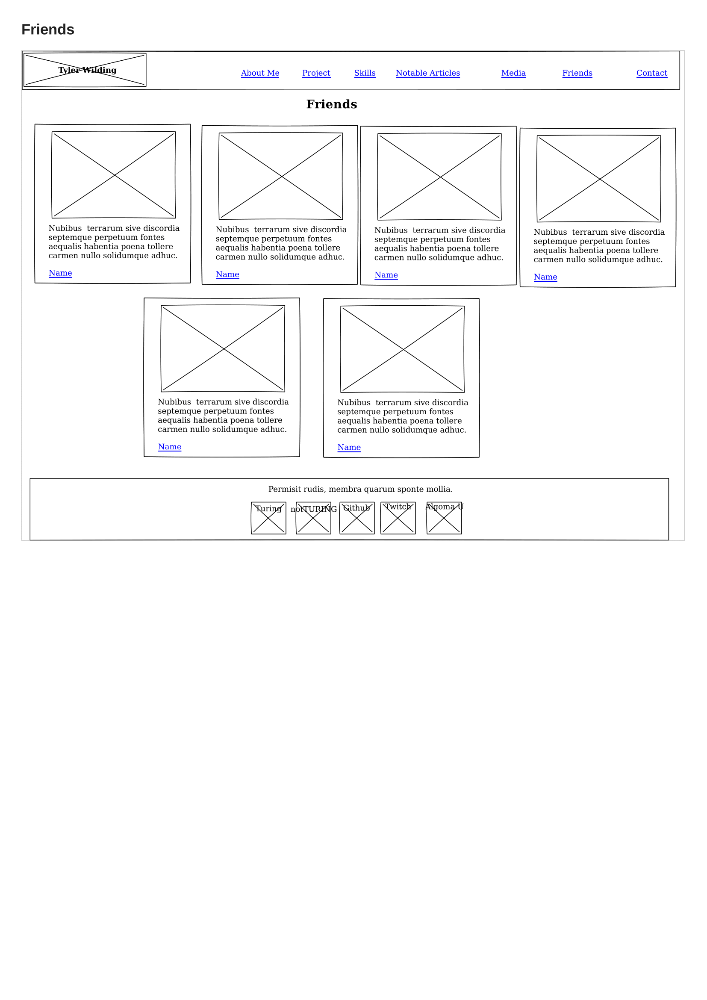 Friends
Tyler Wilding
About Me Project Skills Notable Articles Media Friends Contact
Friends
Nubibus terrarum sive discordia
septemque perpetuum fontes
aequalis habentia poena tollere
carmen nullo solidumque adhuc.
Name
Nubibus terrarum sive discordia
septemque perpetuum fontes
aequalis habentia poena tollere
carmen nullo solidumque adhuc.
Name
Nubibus terrarum sive discordia
septemque perpetuum fontes
aequalis habentia poena tollere
carmen nullo solidumque adhuc.
Name
Nubibus terrarum sive discordia
septemque perpetuum fontes
aequalis habentia poena tollere
carmen nullo solidumque adhuc.
Name
Nubibus terrarum sive discordia
septemque perpetuum fontes
aequalis habentia poena tollere
carmen nullo solidumque adhuc.
Name
Nubibus terrarum sive discordia
septemque perpetuum fontes
aequalis habentia poena tollere
carmen nullo solidumque adhuc.
Name
Permisit rudis, membra quarum sponte mollia.
Turing notTURING Github Twitch Algoma U